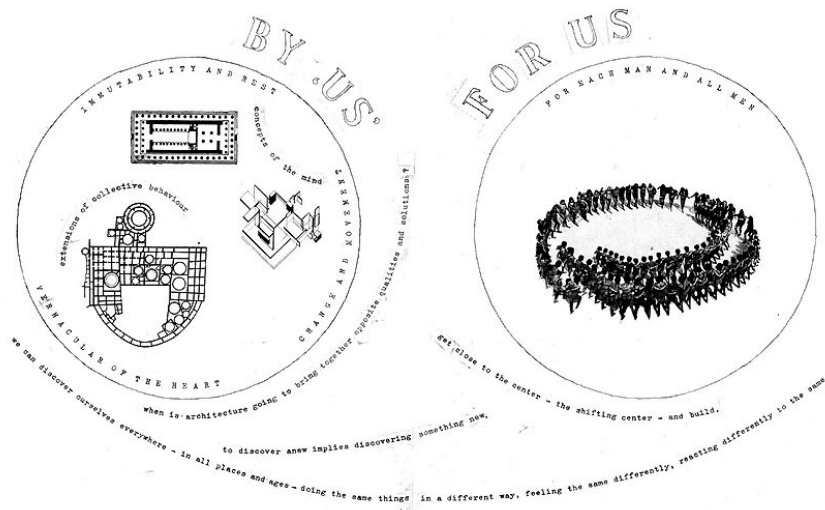 BY 'US'
FOR US
IMMUTABILITY AND REST
CHANGE AND MOVEMENT
VERNACULAR OF THE HEART
concepts of the mind
extensions of collective behaviour
FOR EACH MAN AND ALL MEN
when is architecture going to bring together opposite qualities and solutions?
get close to the center - the shifting center - and build.
to discover anew implies discovering something new.
we can discover ourselves everywhere - in all places and ages - doing the same things in a different way, feeling the same differently, reacting differently to the same